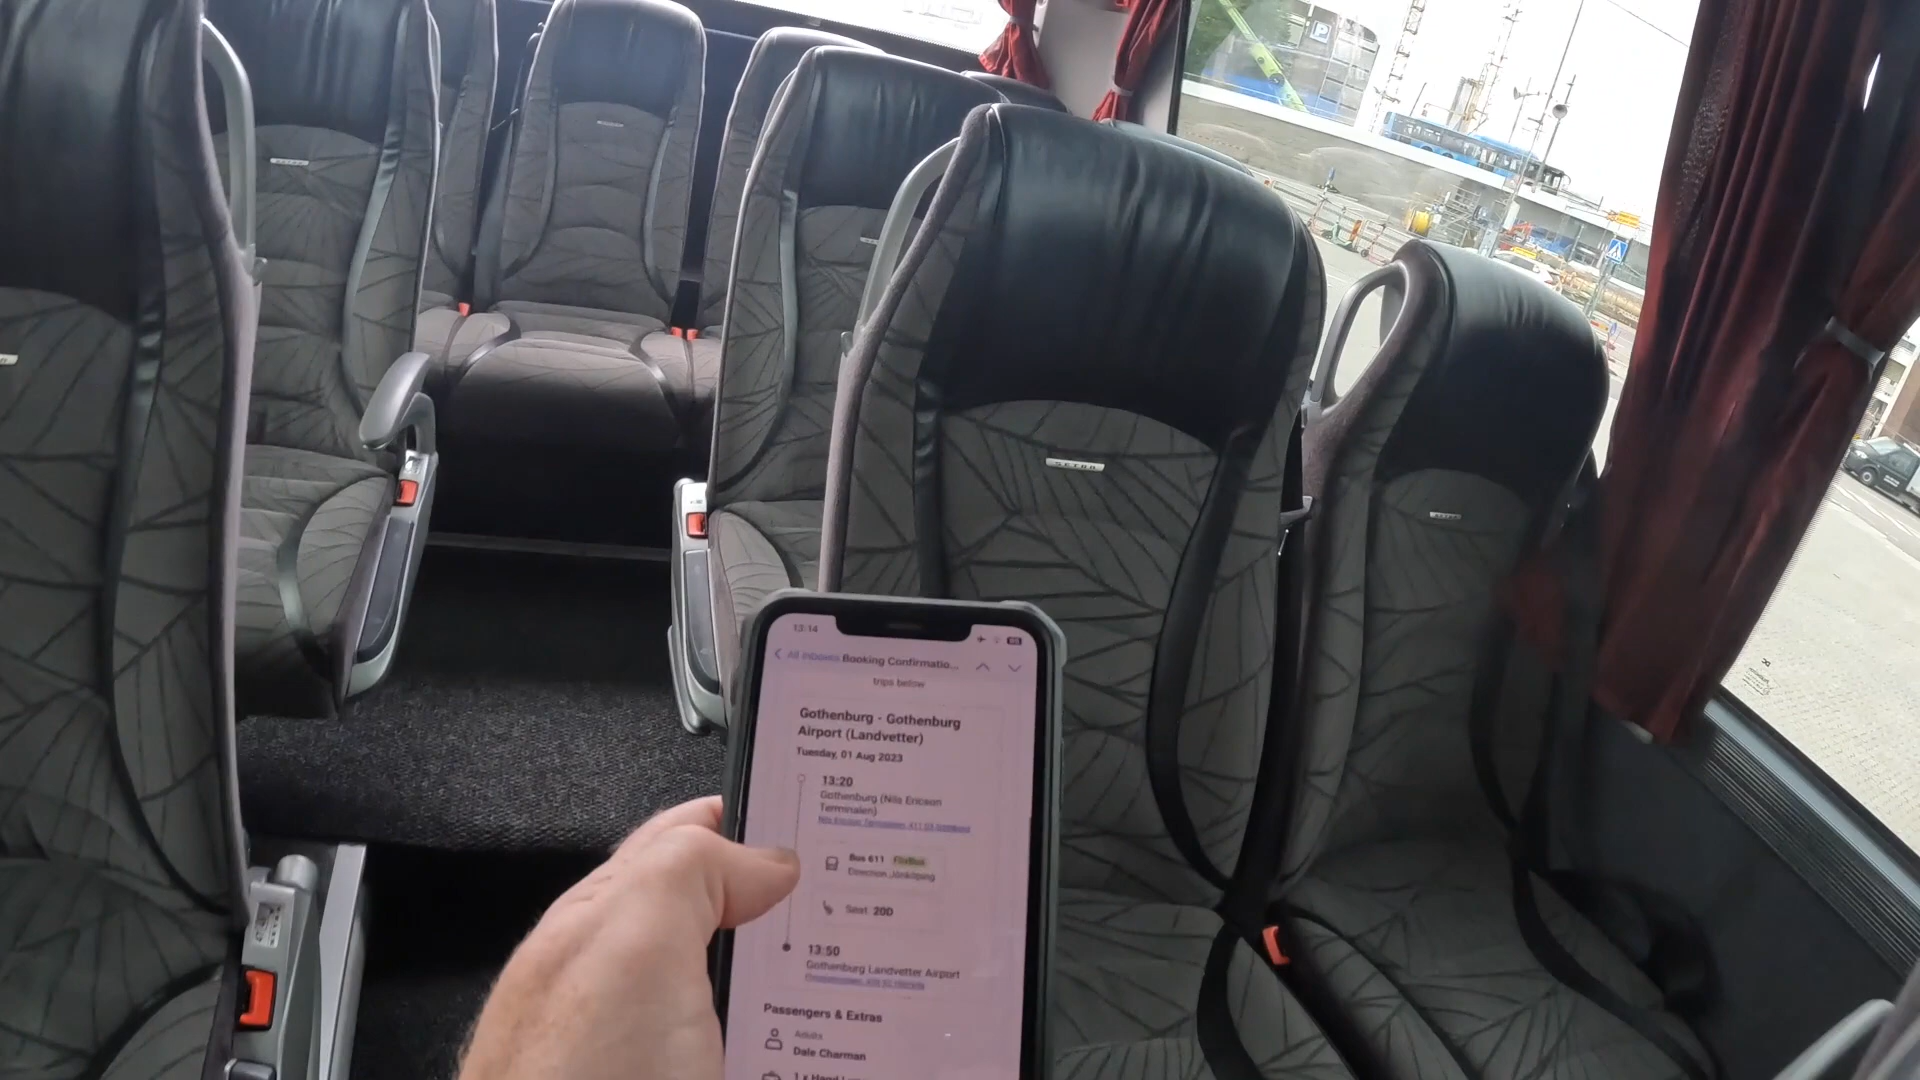 P
SETRA
13:14
All Inboxes Booking Confirmatio...
trips below
Gothenburg - Gothenburg
Airport (Landvetter)
Tuesday, 01 Aug 2023
13:20
Gothenburg (Nils Ericson
Terminalen)
Bus 611 FlixBus
Direction Jönköping
Seat 20D
13:50
Gothenburg Landvetter Airport
Passengers & Extras
Adults
Dale Charman